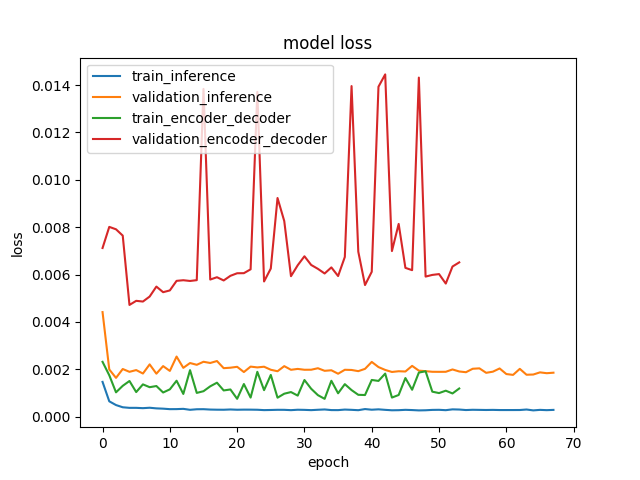 model loss
train_inference
validation_inference
train_encoder_decoder
validation_encoder_decoder
0.014
0.012
0.010
0.008
0.006
0.004
0.002
0.000
loss
0 10 20 30 40 50 60 70
epoch